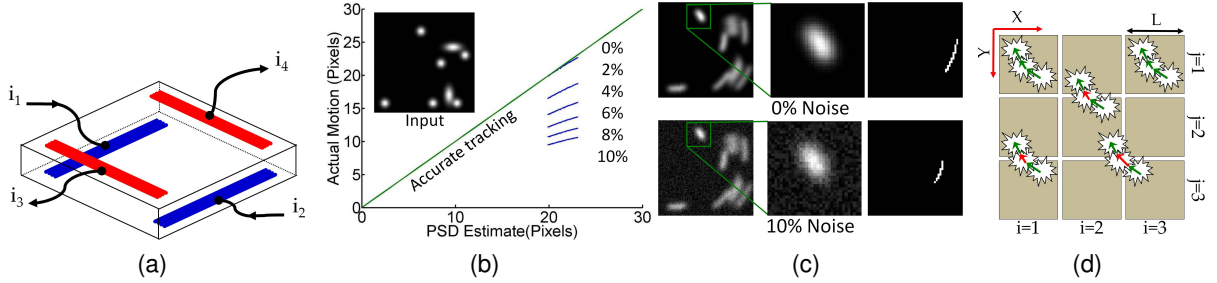 i1
i2
i3
i4
(a)
Actual Motion (Pixels)
30
25
20
15
10
5
0
0
10
20
30
PSD Estimate(Pixels)
Input
Accurate tracking
0%
2%
4%
6%
8%
10%
(b)
0% Noise
10% Noise
(c)
X
Y
L
j=1
j=2
j=3
i=1
i=2
i=3
(d)